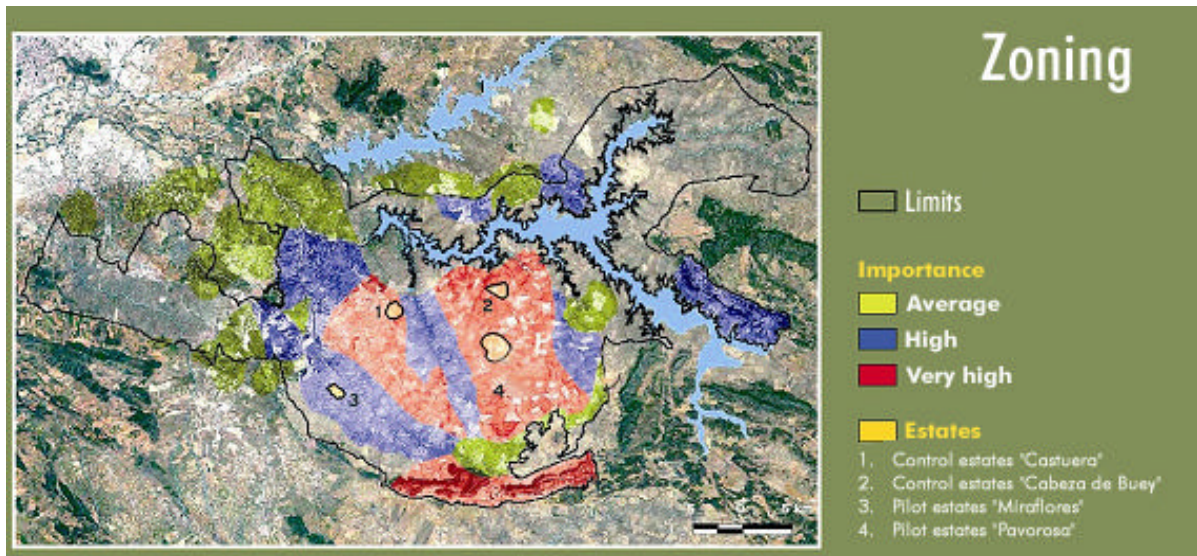 Zoning
Limits
Importance
Average
High
Very high
Estates
1. Control estates "Castuera"
2. Control estates "Cabeza de Buey"
3. Pilot estates "Miraflores"
4. Pilot estates "Pavorosa"
1
2
3
4